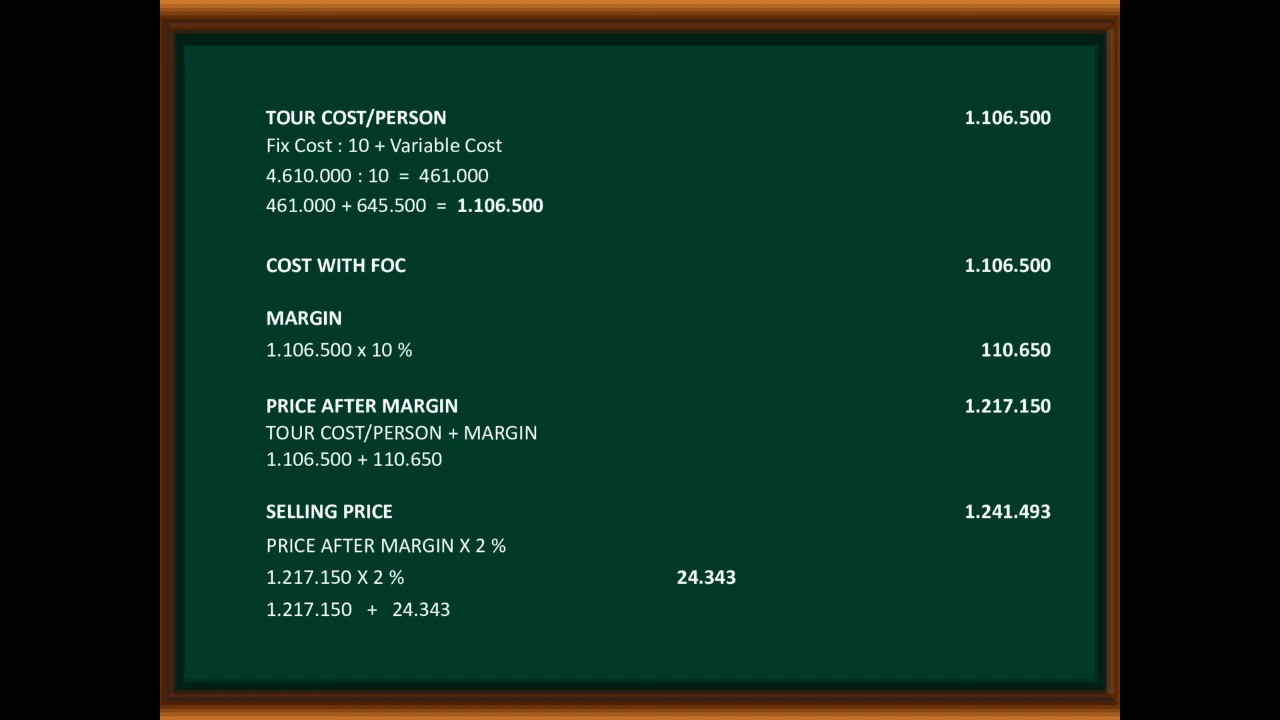 TOUR COST/PERSON 1.106.500
Fix Cost : 10 + Variable Cost
4.610.000 : 10 = 461.000
461.000 + 645.500 = 1.106.500
COST WITH FOC 1.106.500
MARGIN
1.106.500 x 10 % 110.650
PRICE AFTER MARGIN 1.217.150
TOUR COST/PERSON + MARGIN
1.106.500 + 110.650
SELLING PRICE 1.241.493
PRICE AFTER MARGIN X 2 %
1.217.150 X 2 % 24.343
1.217.150 + 24.343